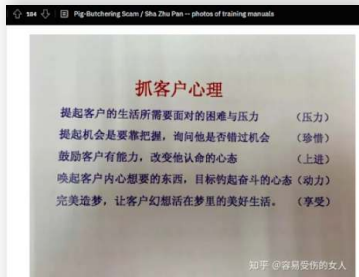 184 Pig-Butchering Scam / Sha Zhu Pan -- photos of training manuals
抓客户心理
提起客户的生活所需要面对的困难与压力 （压力）
提起机会是要靠把握，询问他是否错过机会 （珍惜）
鼓励客户有能力，改变他认命的心态 （上进）
唤起客户内心想要的东西，目标钩起奋斗的心态（动力）
完美造梦，让客户幻想活在梦里的美好生活。 （享受）
知乎 @容易受伤的女人